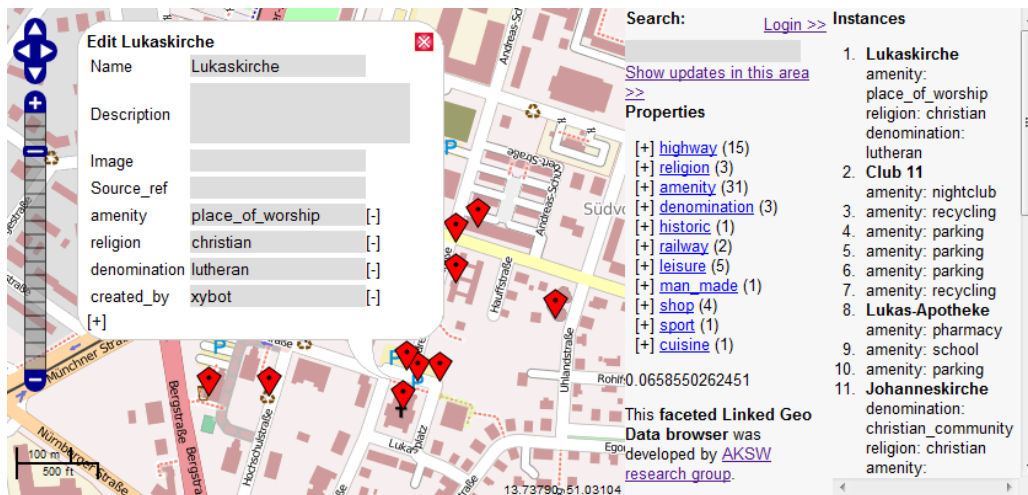 Edit Lukaskirche
Name Lukaskirche
Description
Image
Source_ref
amenity place_of_worship [-]
religion christian [-]
denomination lutheran [-]
created_by xybot [-]
[+]
Andreas-Schu
Andreas-Schü
Südvo
Hauffstraße
Uhlandstraße
Rohlfs
Münchner Straße
Nürnberger Straße
Bergstraße
Bergstraße
Hochschulstraße
Lukasplatz
P
P
P
P
100 m
500 ft
13.73790, 51.03104
Search:
Login >>
Show updates in this area
>>
Properties
[+] highway (15)
[+] religion (3)
[+] amenity (31)
[+] denomination (3)
[+] historic (1)
[+] railway (2)
[+] leisure (5)
[+] man_made (1)
[+] shop (4)
[+] sport (1)
[+] cuisine (1)
0.0658550262451
This faceted Linked Geo
Data browser was
developed by AKSW
research group.
Instances
1. Lukaskirche
amenity:
place_of_worship
religion: christian
denomination:
lutheran
2. Club 11
amenity: nightclub
3. amenity: recycling
4. amenity: parking
5. amenity: parking
6. amenity: parking
7. amenity: recycling
8. Lukas-Apotheke
amenity: pharmacy
9. amenity: school
10. amenity: parking
11. Johanneskirche
denomination:
christian_community
religion: christian
amenity: